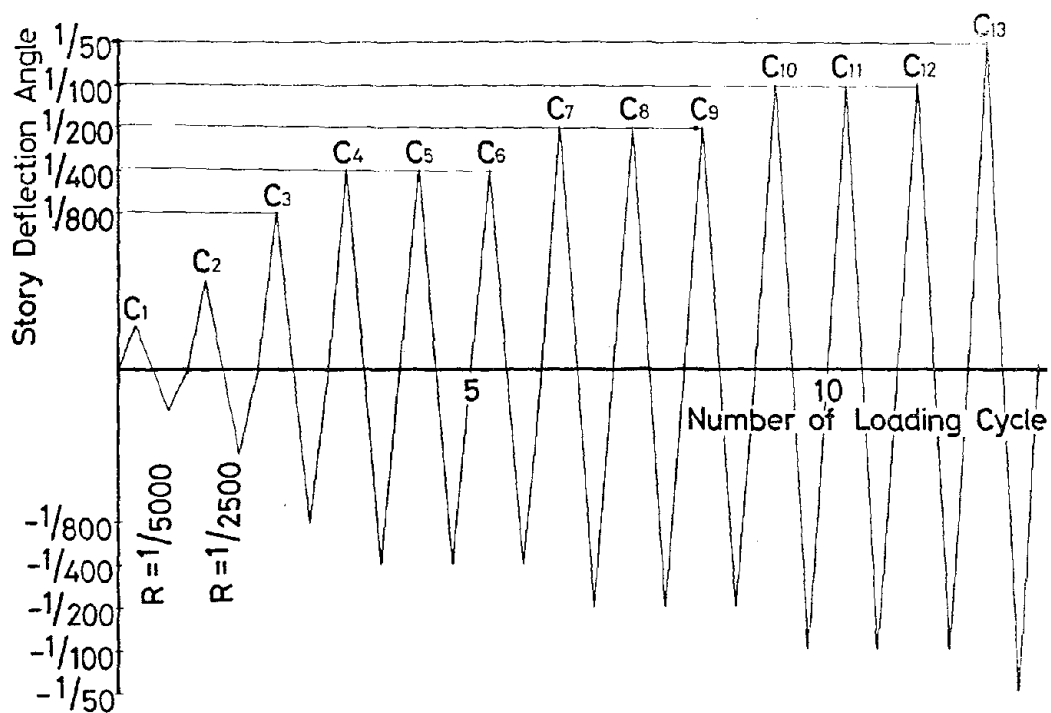 Story Deflection Angle
1/50
1/100
1/200
1/400
1/800
-1/800
-1/400
-1/200
-1/100
-1/50
C1
C2
C3
C4
C5
C6
C7
C8
C9
C10
C11
C12
C13
5
10
Number of Loading Cycle
R=1/5000
R=1/2500